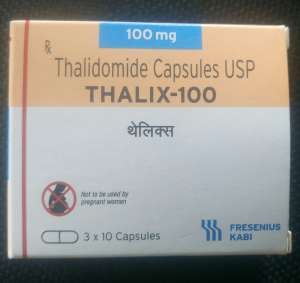 100 mg
Rx
Thalidomide Capsules USP
THALIX-100
थेलिक्स
Not to be used by
pregnant women
3 x 10 Capsules
FRESENIUS
KABI